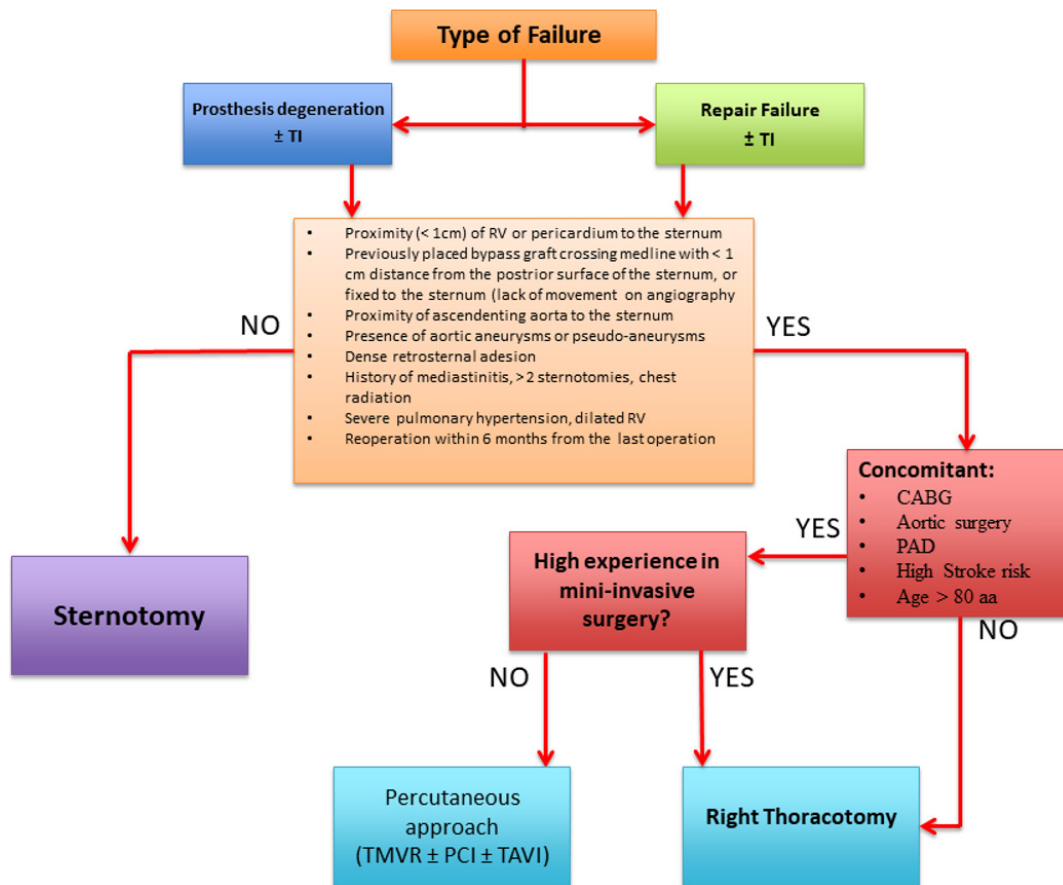 Type of Failure
Prosthesis degeneration
± TI
Repair Failure
± TI
• Proximity (< 1cm) of RV or pericardium to the sternum
• Previously placed bypass graft crossing medline with < 1
cm distance from the posterior surface of the sternum, or
fixed to the sternum (lack of movement on angiography
• Proximity of ascendenting aorta to the sternum
• Presence of aortic aneurysms or pseudo-aneurysms
• Dense retrosternal adesion
• History of mediastinitis, >2 sternotomies, chest
radiation
• Severe pulmonary hypertension, dilated RV
• Reoperation within 6 months from the last operation
NO
YES
Concomitant:
• CABG
• Aortic surgery
• PAD
• High Stroke risk
• Age > 80 aa
YES
NO
High experience in
mini-invasive
surgery?
Sternotomy
NO
YES
Percutaneous
approach
(TMVR ± PCI ± TAVI)
Right Thoracotomy